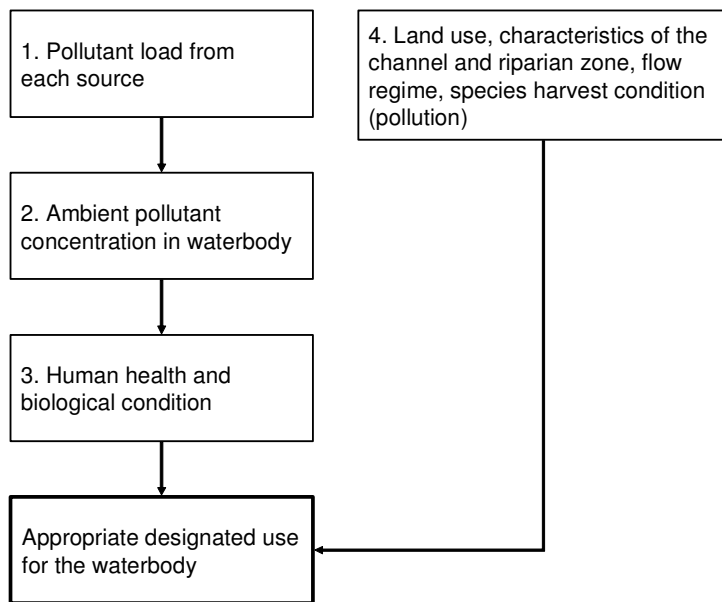 1. Pollutant load from
each source
4. Land use, characteristics of the
channel and riparian zone, flow
regime, species harvest condition
(pollution)
2. Ambient pollutant
concentration in waterbody
3. Human health and
biological condition
Appropriate designated use
for the waterbody